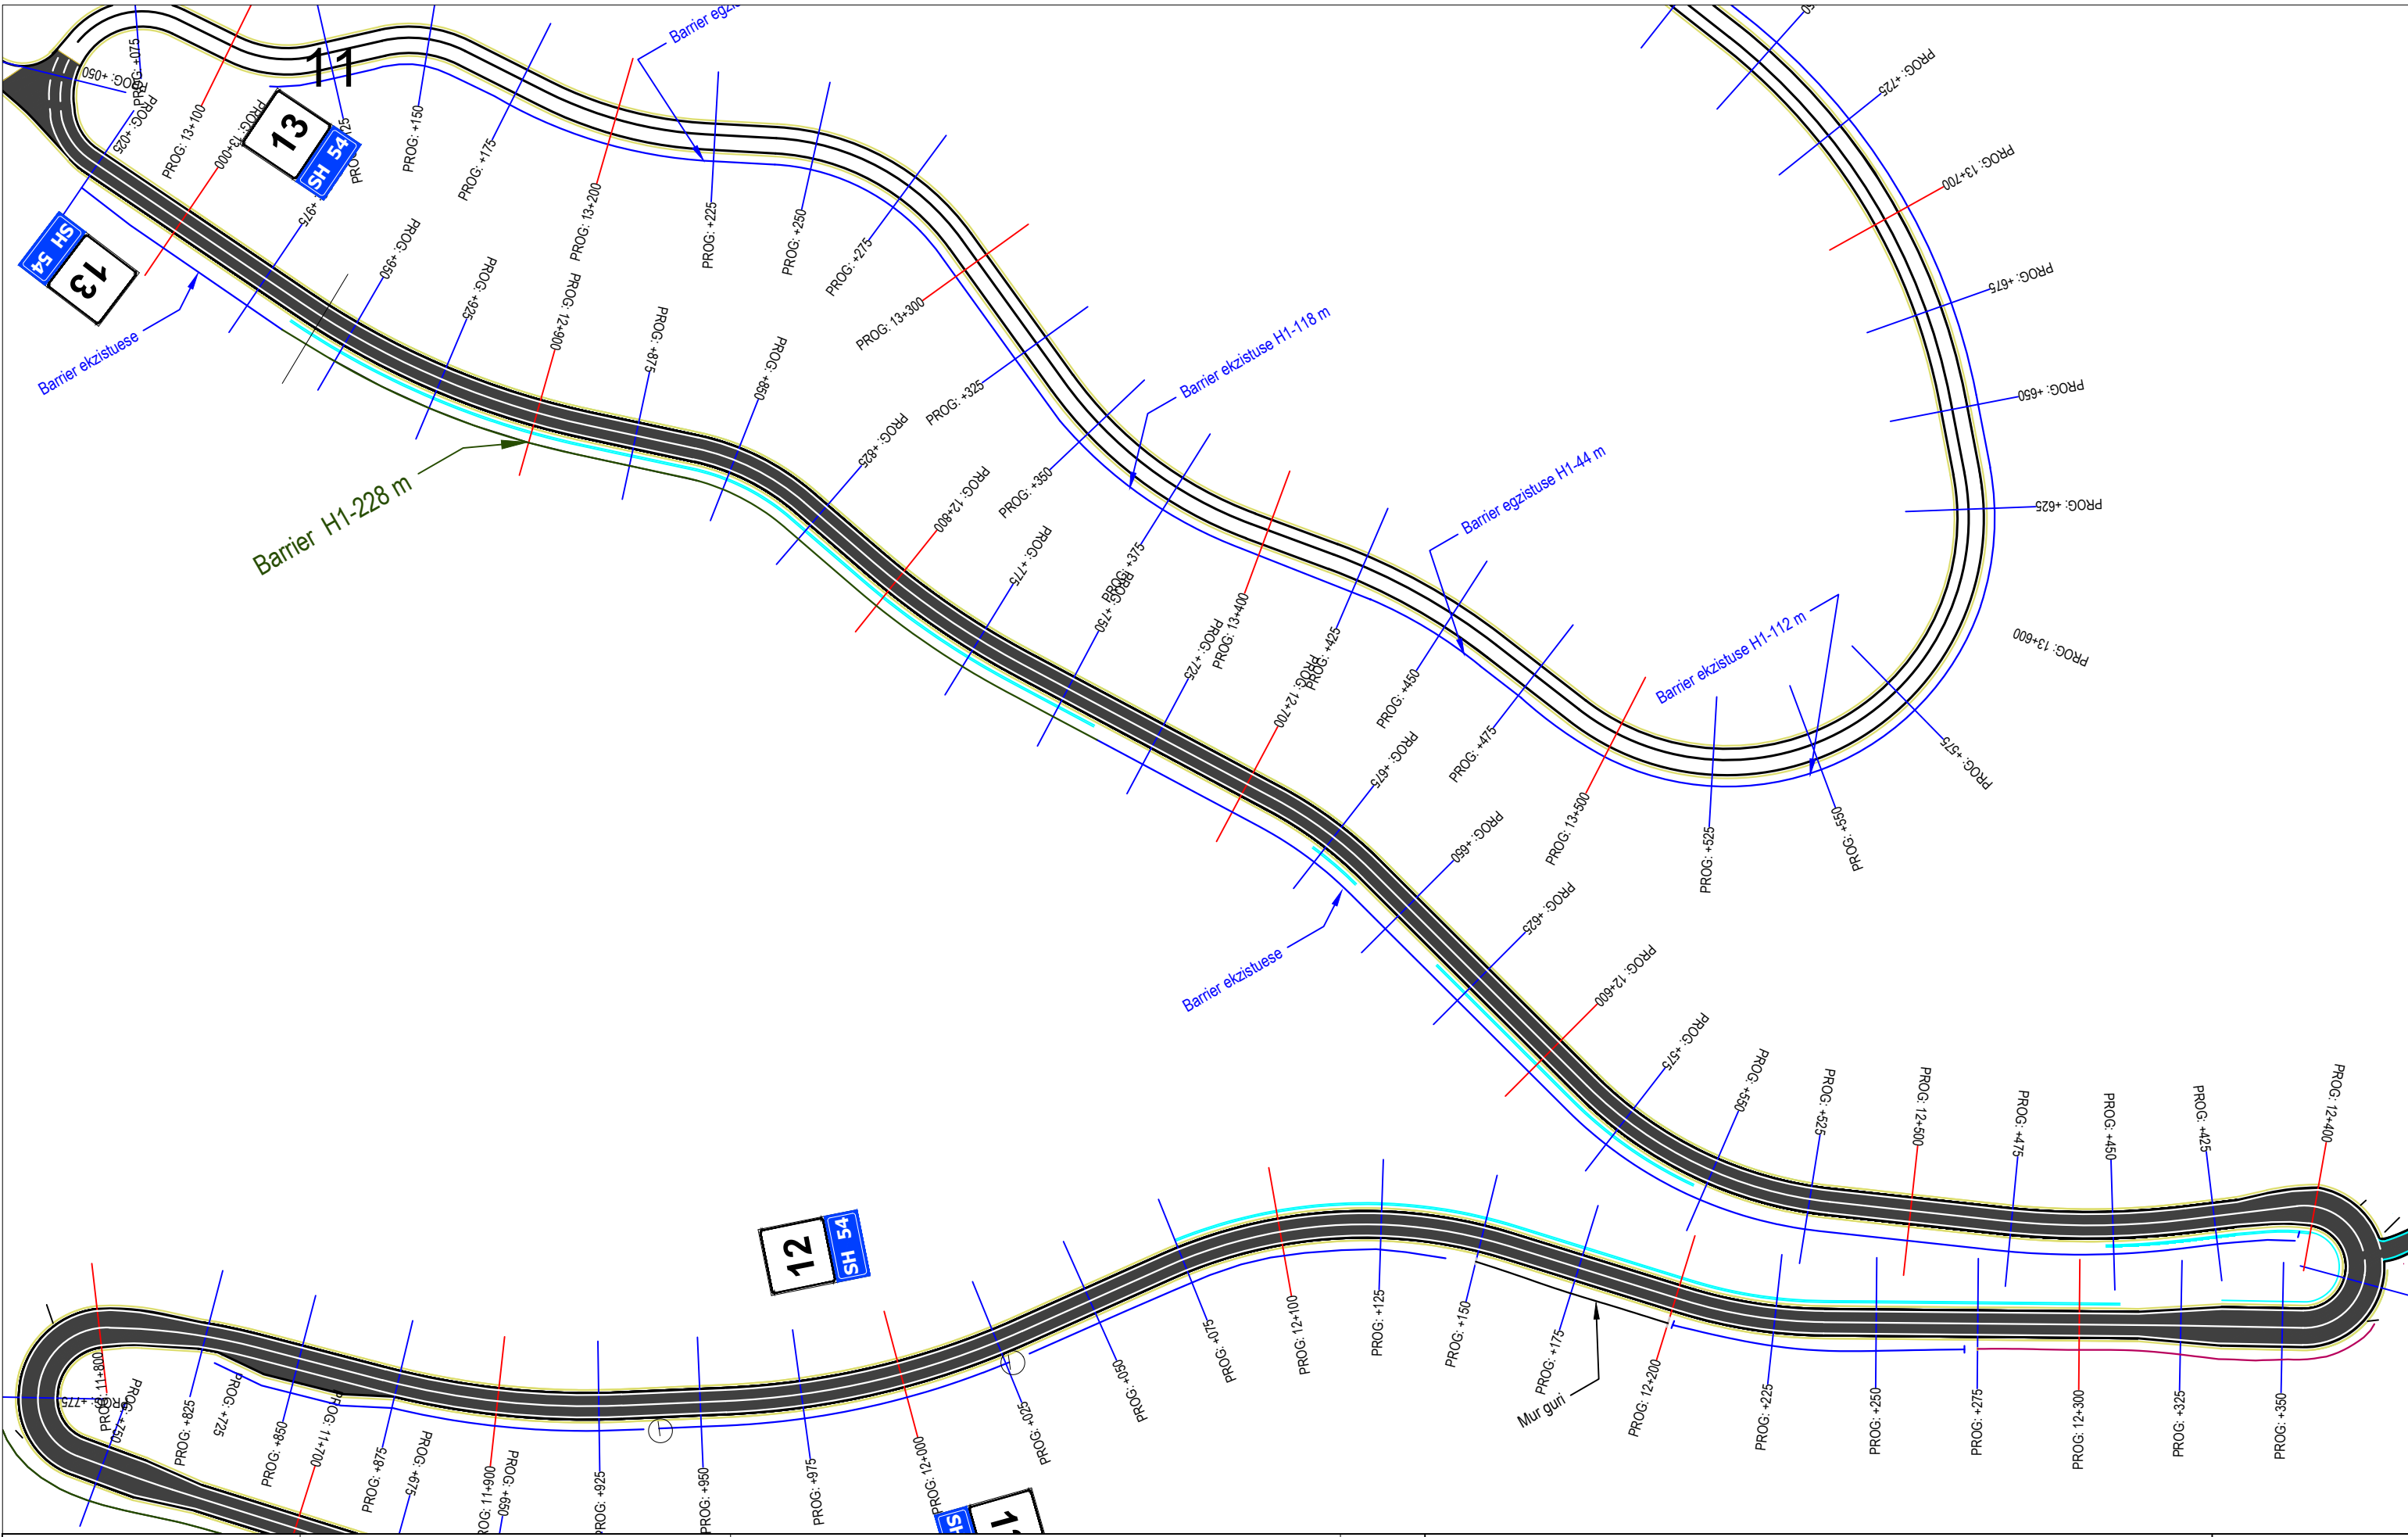 Barrier egzis
11
PROG: +075
PROG: +050
PROG: +025
PROG: 13+100
PROG: 13+000
13
SH 54
PROG: +150
PROG: +175
PROG: +975
PROG: +950
PROG: +925
PROG: 12+900
PROG: 13+200
PROG: +225
PROG: +250
PROG: +275
PROG: 13+300
PROG: +325
PROG: +350
PROG: +375
PROG: 13+400
PROG: +425
PROG: +450
PROG: +475
PROG: 13+500
PROG: +525
PROG: +550
PROG: +575
PROG: 13+600
PROG: +625
PROG: +650
PROG: +675
PROG: 13+700
PROG: +725
SH 54
13
Barrier ekzistuese
Barrier H1-228 m
Barrier ekzistuse H1-118 m
Barrier egzistuse H1-44 m
Barrier ekzistuse H1-112 m
PROG: +875
PROG: +850
PROG: +825
PROG: 12+800
PROG: +775
PROG: +750
PROG: +725
PROG: 12+700
PROG: +675
PROG: +650
PROG: +625
PROG: 12+600
PROG: +575
PROG: +550
PROG: +525
PROG: 12+500
PROG: +475
PROG: +450
PROG: +425
PROG: 12+400
Barrier ekzistuese
12
SH 54
PROG: 11+800
PROG: +775
PROG: +750
PROG: +825
PROG: +725
PROG: +850
PROG: 11+700
PROG: +875
PROG: +675
PROG: 11+900
PROG: +650
PROG: +925
PROG: +950
PROG: +975
PROG: 12+000
PROG: +025
PROG: +050
PROG: +075
PROG: 12+100
PROG: +125
PROG: +150
PROG: +175
Mur guri
PROG: 12+200
PROG: +225
PROG: +250
PROG: +275
PROG: 12+300
PROG: +325
PROG: +350